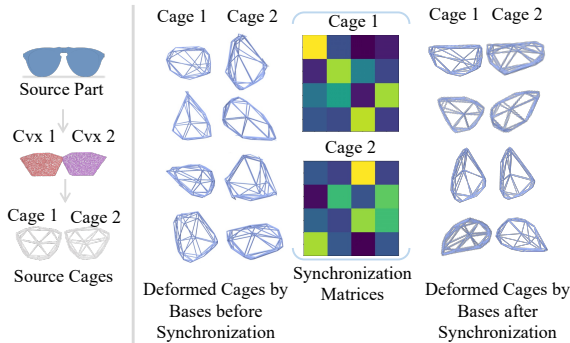 Source Part
Cvx 1 Cvx 2
Cage 1 Cage 2
Source Cages
Cage 1 Cage 2
Deformed Cages by
Bases before
Synchronization
Cage 1
Cage 2
Synchronization
Matrices
Cage 1 Cage 2
Deformed Cages by
Bases after
Synchronization